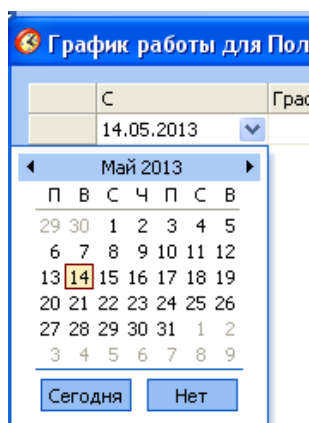 График работы для Пол
С Граф
14.05.2013
Май 2013
П В С Ч П С В
29 30 1 2 3 4 5
6 7 8 9 10 11 12
13 14 15 16 17 18 19
20 21 22 23 24 25 26
27 28 29 30 31 1 2
3 4 5 6 7 8 9
Сегодня Нет